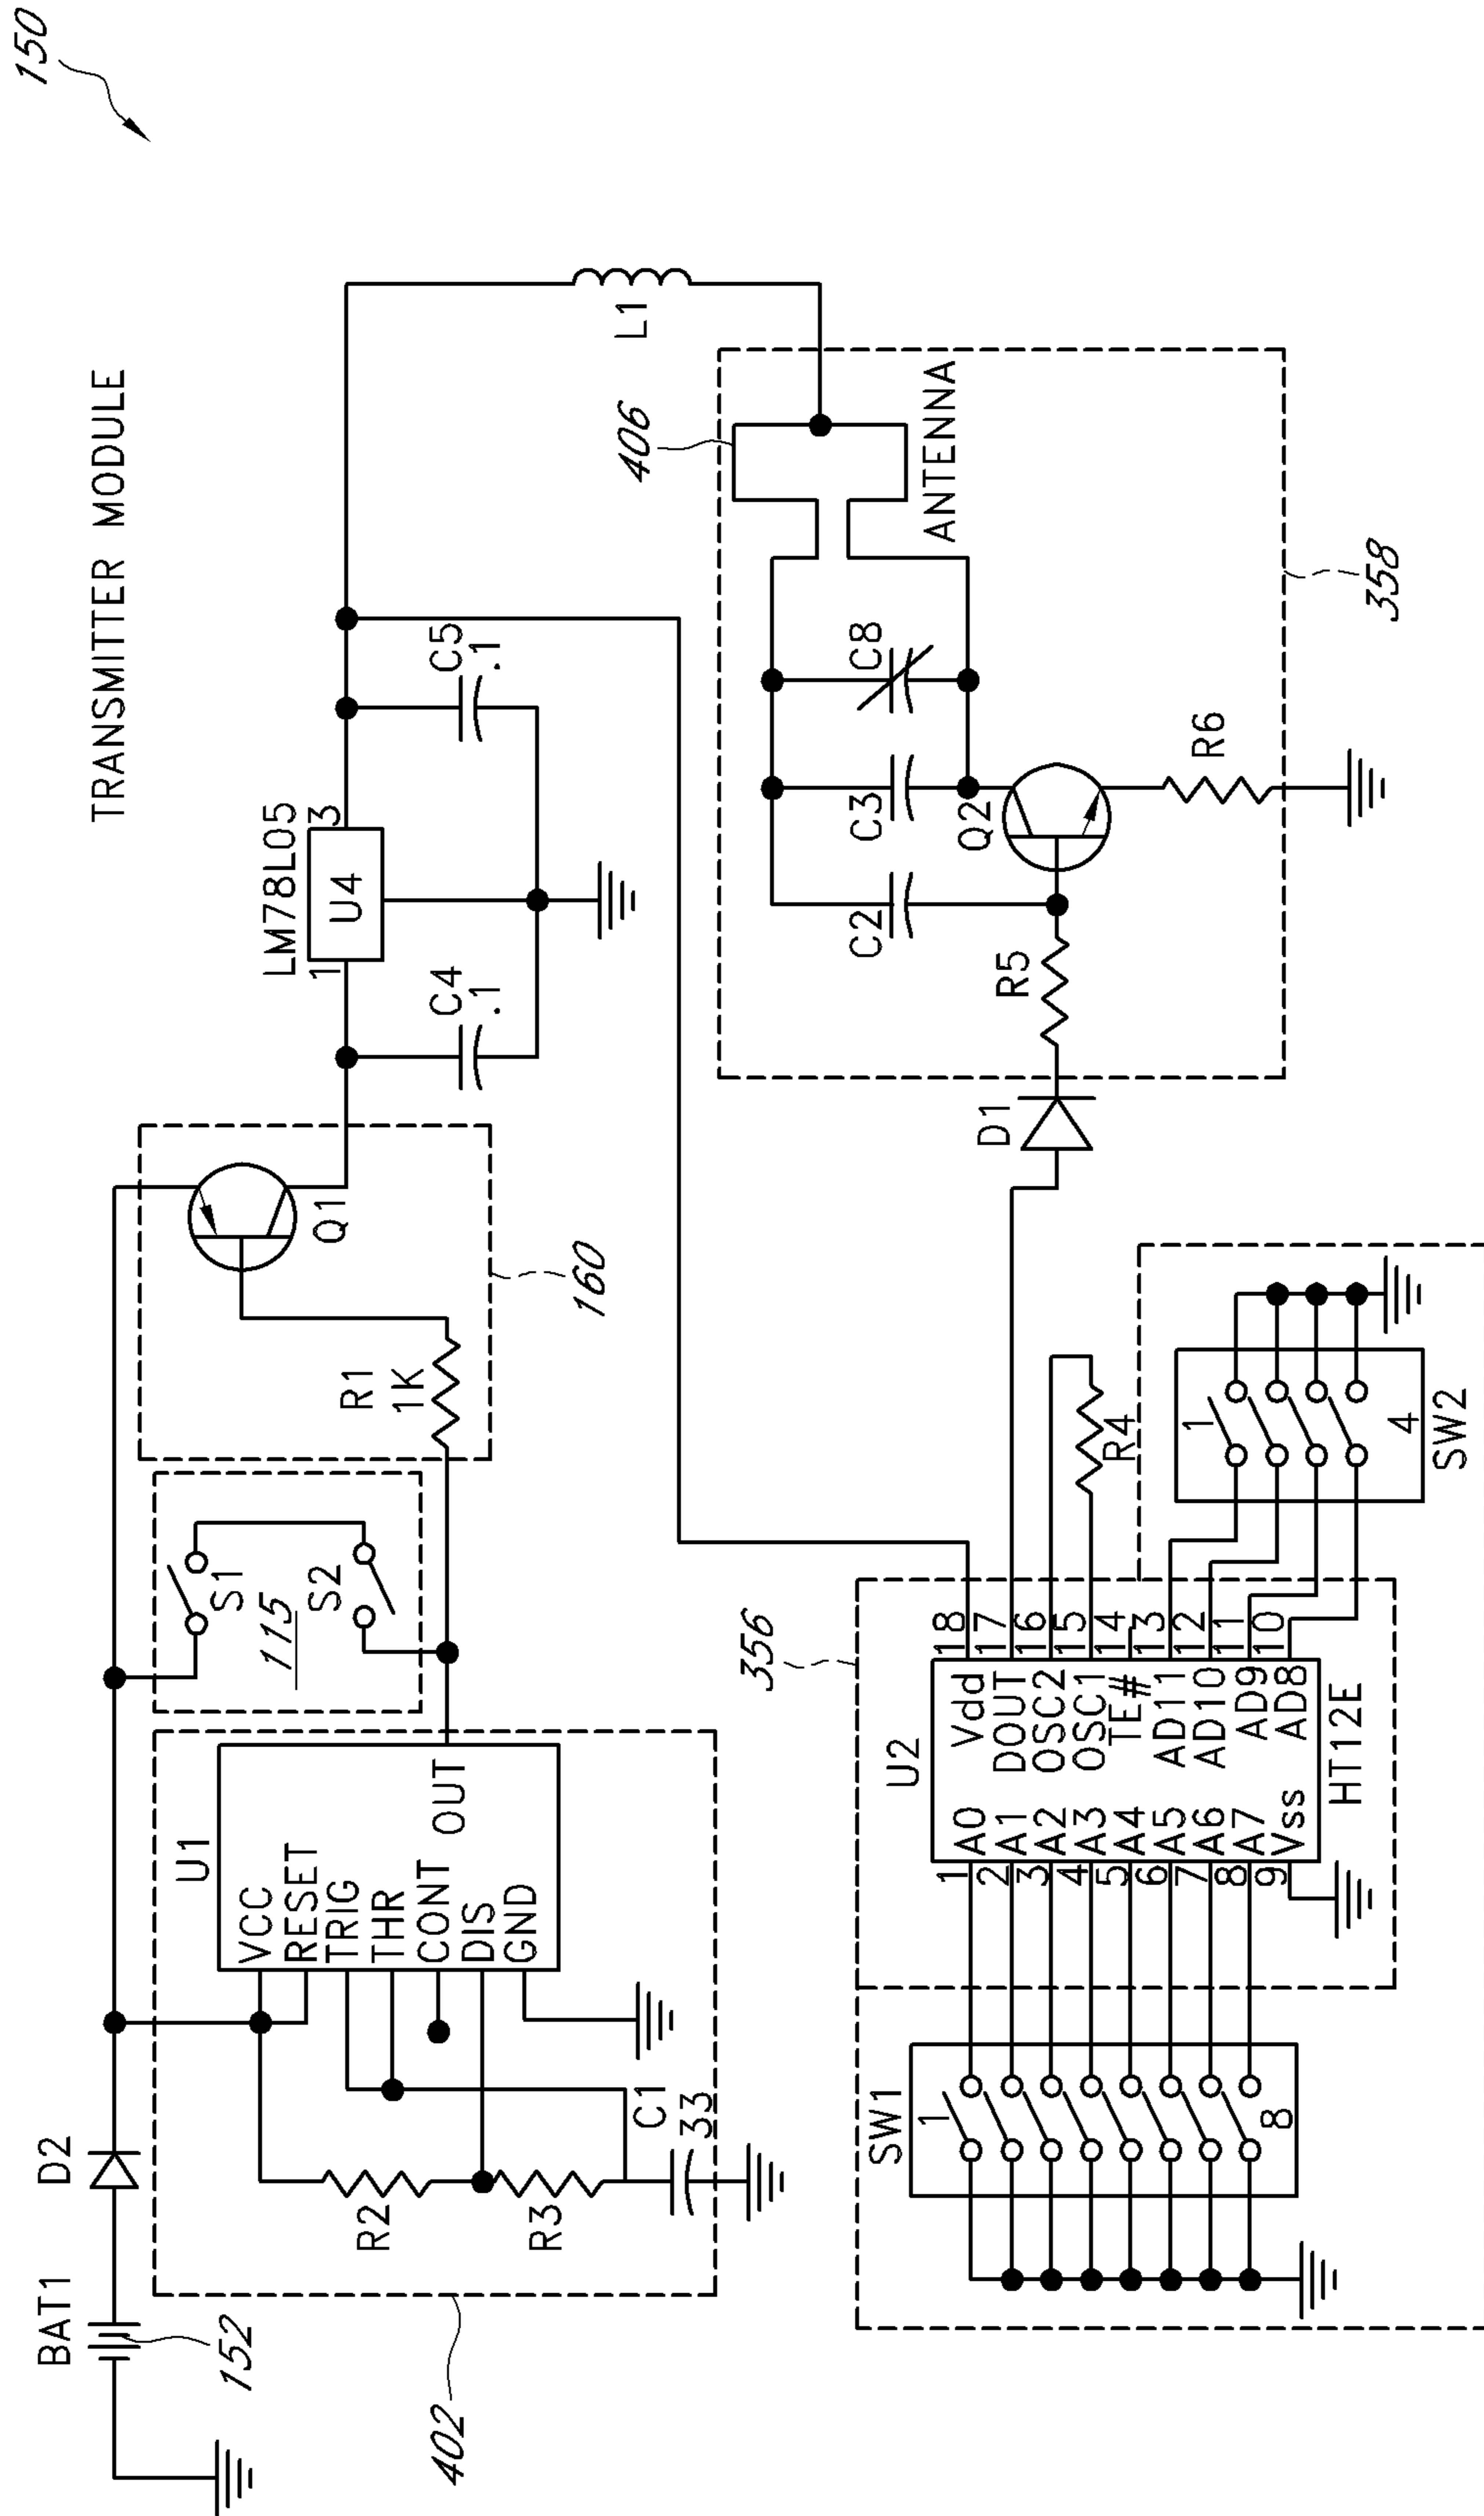 TRANSMITTER MODULE
150
BAT1
152
D2
402
U1
VCC
RESET
TRIG
THR
CONT
DIS
GND
OUT
R2
R3
C1
33
S1
115
S2
R1
1K
Q1
160
LM78L05
U4
1
3
C4
.1
C5
.1
L1
406
ANTENNA
C8
C3
C2
Q2
R5
R6
358
D1
356
U2
HT12E
SW1
1
8
1 A0
2 A1
3 A2
4 A3
5 A4
6 A5
7 A6
8 A7
9 Vss
Vdd 18
DOUT 17
OSC2 16
OSC1 15
TE# 14
AD11 13
AD10 12
AD9 11
AD8 10
R4
1
4
SW2